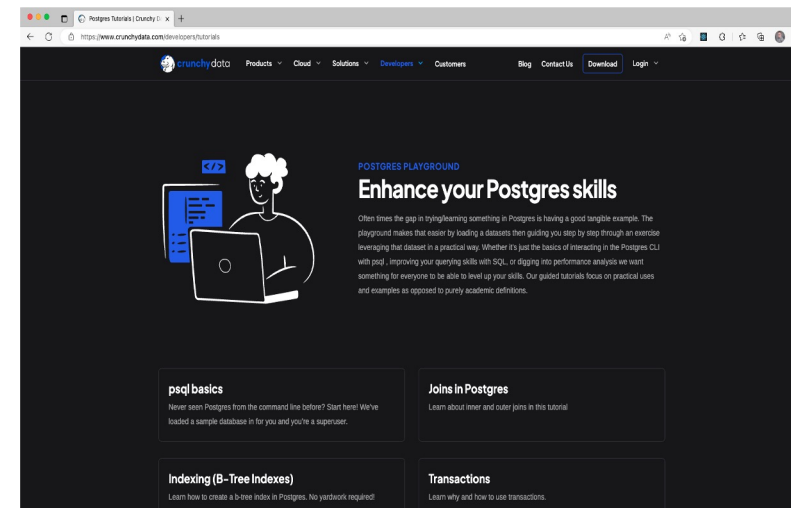 Postgres Tutorials | Crunchy D
https://www.crunchydata.com/developers/tutorials
crunchydata Products Cloud Solutions Developers Customers Blog Contact Us Download Login
</>
POSTGRES PLAYGROUND
Enhance your Postgres skills
Often times the gap in trying/learning something in Postgres is having a good tangible example. The
playground makes that easier by loading a datasets then guiding you step by step through an exercise
leveraging that dataset in a practical way. Whether it's just the basics of interacting in the Postgres CLI
with psql , improving your querying skills with SQL, or digging into performance analysis we want
something for everyone to be able to level up your skills. Our guided tutorials focus on practical uses
and examples as opposed to purely academic definitions.
psql basics
Never seen Postgres from the command line before? Start here! We've
loaded a sample database in for you and you're a superuser.
Joins in Postgres
Learn about inner and outer joins in this tutorial
Indexing (B-Tree Indexes)
Learn how to create a b-tree index in Postgres. No yardwork required!
Transactions
Learn why and how to use transactions.